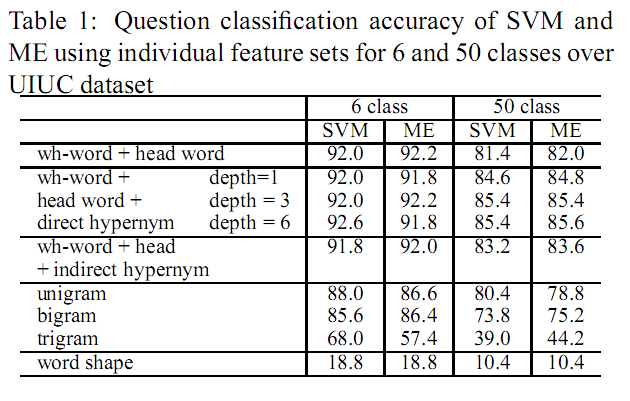 Table 1: Question classification accuracy of SVM and
ME using individual feature sets for 6 and 50 classes over
UIUC dataset
6 class 50 class
SVM ME SVM ME
wh-word + head word 92.0 92.2 81.4 82.0
wh-word + depth=1 92.0 91.8 84.6 84.8
head word + depth = 3 92.0 92.2 85.4 85.4
direct hypernym depth = 6 92.6 91.8 85.4 85.6
wh-word + head 91.8 92.0 83.2 83.6
+ indirect hypernym
unigram 88.0 86.6 80.4 78.8
bigram 85.6 86.4 73.8 75.2
trigram 68.0 57.4 39.0 44.2
word shape 18.8 18.8 10.4 10.4